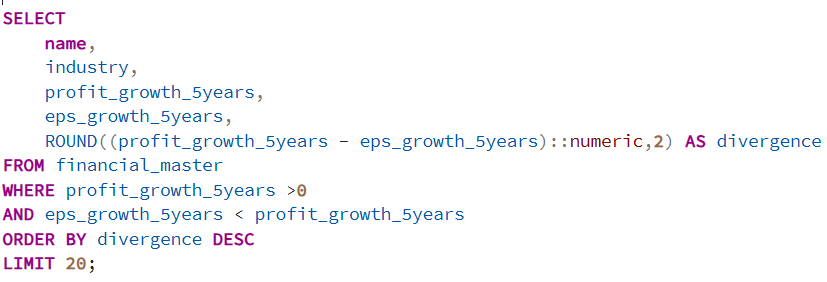 SELECT
    name,
    industry,
    profit_growth_5years,
    eps_growth_5years,
    ROUND((profit_growth_5years - eps_growth_5years)::numeric,2) AS divergence
FROM financial_master
WHERE profit_growth_5years >0
AND eps_growth_5years < profit_growth_5years
ORDER BY divergence DESC
LIMIT 20;